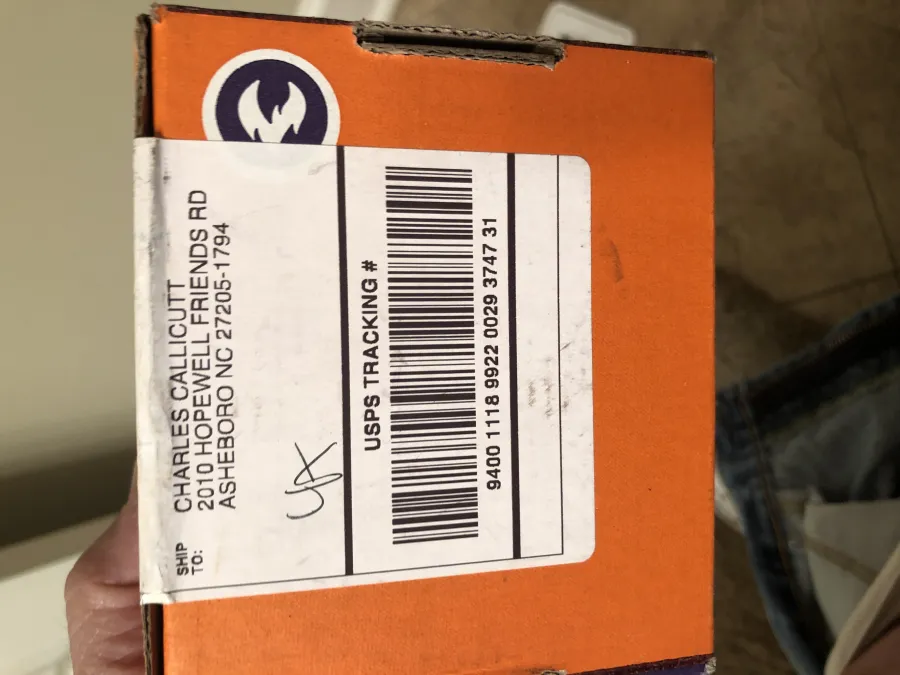 SHIP
TO:
CHARLES CALLICUTT
2010 HOPEWELL FRIENDS RD
ASHEBORO NC 27205-1794
USPS TRACKING #
9400 1118 9922 0029 3747 31